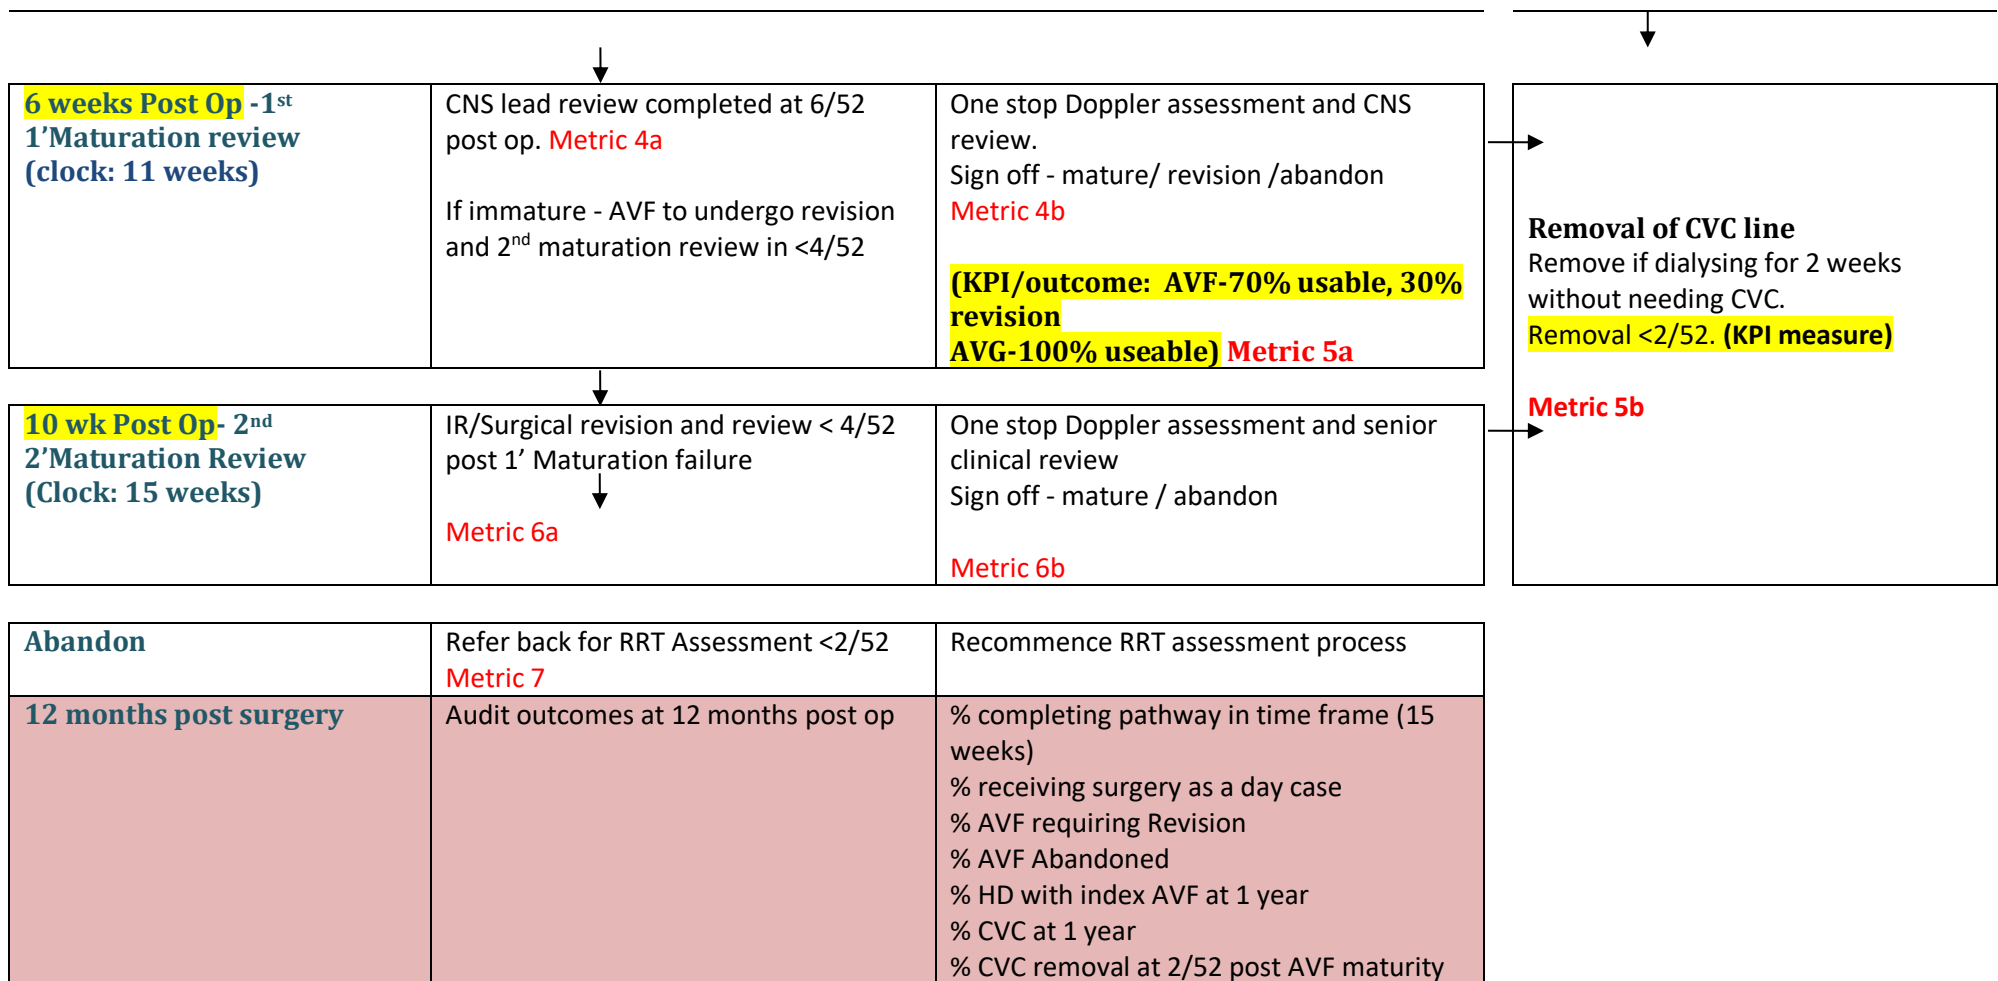 6 weeks Post Op -1st
1’Maturation review
(clock: 11 weeks)
CNS lead review completed at 6/52
post op. Metric 4a
If immature - AVF to undergo revision
and 2nd maturation review in <4/52
One stop Doppler assessment and CNS
review.
Sign off - mature/ revision /abandon
Metric 4b
(KPI/outcome: AVF-70% usable, 30%
revision
AVG-100% useable) Metric 5a
Removal of CVC line
Remove if dialysing for 2 weeks
without needing CVC.
Removal <2/52. (KPI measure)
Metric 5b
10 wk Post Op- 2nd
2’Maturation Review
(Clock: 15 weeks)
IR/Surgical revision and review < 4/52
post 1’ Maturation failure
Metric 6a
One stop Doppler assessment and senior
clinical review
Sign off - mature / abandon
Metric 6b
Abandon
Refer back for RRT Assessment <2/52
Metric 7
Recommence RRT assessment process
12 months post surgery
Audit outcomes at 12 months post op
% completing pathway in time frame (15
weeks)
% receiving surgery as a day case
% AVF requiring Revision
% AVF Abandoned
% HD with index AVF at 1 year
% CVC at 1 year
% CVC removal at 2/52 post AVF maturity